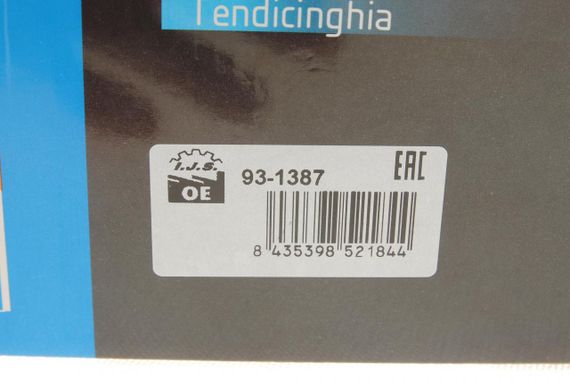 Tendicinghia
I.J.S.
OE
93-1387
EAC
8 435398 521844